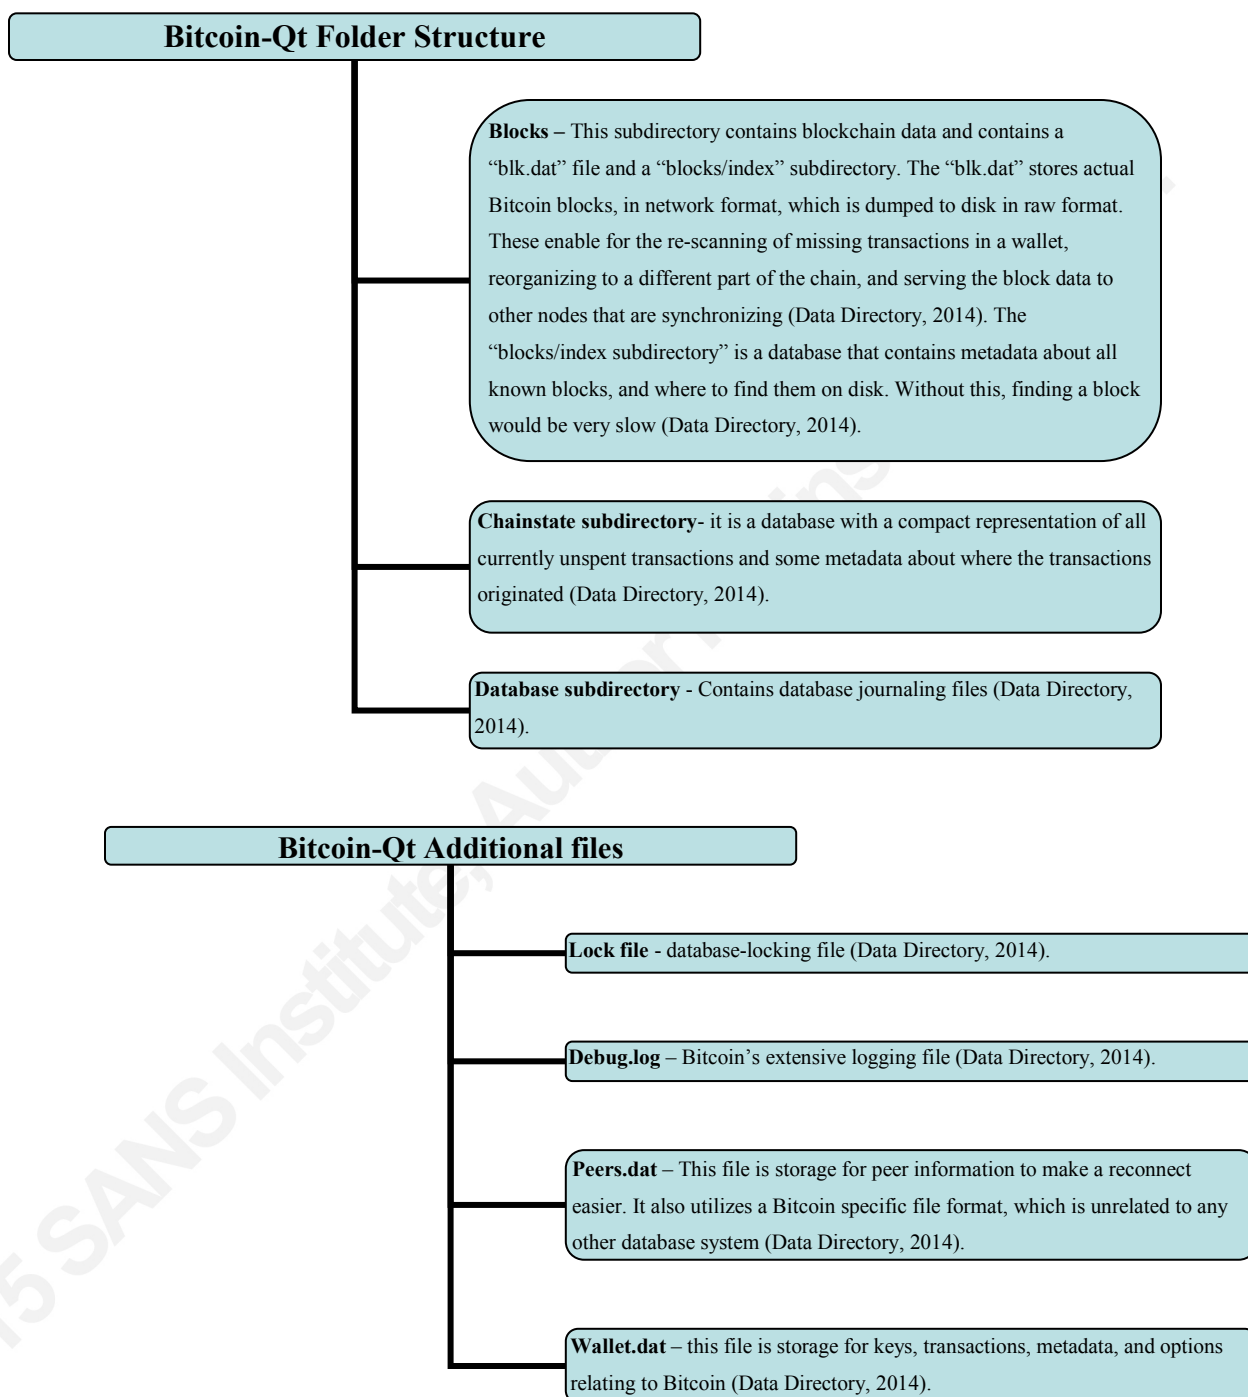 Bitcoin-Qt Folder Structure
Blocks – This subdirectory contains blockchain data and contains a
“blk.dat” file and a “blocks/index” subdirectory. The “blk.dat” stores actual
Bitcoin blocks, in network format, which is dumped to disk in raw format.
These enable for the re-scanning of missing transactions in a wallet,
reorganizing to a different part of the chain, and serving the block data to
other nodes that are synchronizing (Data Directory, 2014). The
“blocks/index subdirectory” is a database that contains metadata about all
known blocks, and where to find them on disk. Without this, finding a block
would be very slow (Data Directory, 2014).
Chainstate subdirectory- it is a database with a compact representation of all
currently unspent transactions and some metadata about where the transactions
originated (Data Directory, 2014).
Database subdirectory - Contains database journaling files (Data Directory,
2014).
Bitcoin-Qt Additional files
Lock file - database-locking file (Data Directory, 2014).
Debug.log – Bitcoin’s extensive logging file (Data Directory, 2014).
Peers.dat – This file is storage for peer information to make a reconnect
easier. It also utilizes a Bitcoin specific file format, which is unrelated to any
other database system (Data Directory, 2014).
Wallet.dat – this file is storage for keys, transactions, metadata, and options
relating to Bitcoin (Data Directory, 2014).
15 SANS Institute, Author